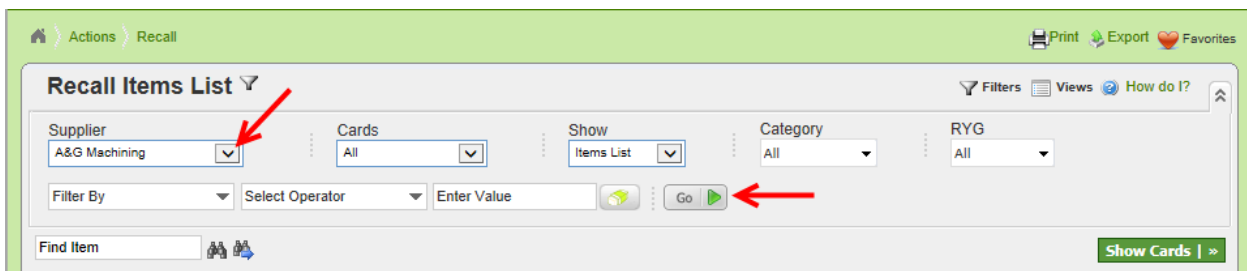 Actions Recall Print Export Favorites
Recall Items List Filters Views How do I?
Supplier Cards Show Category RYG
A&G Machining All Items List All All
Filter By Select Operator Enter Value Go
Find Item Show Cards | »